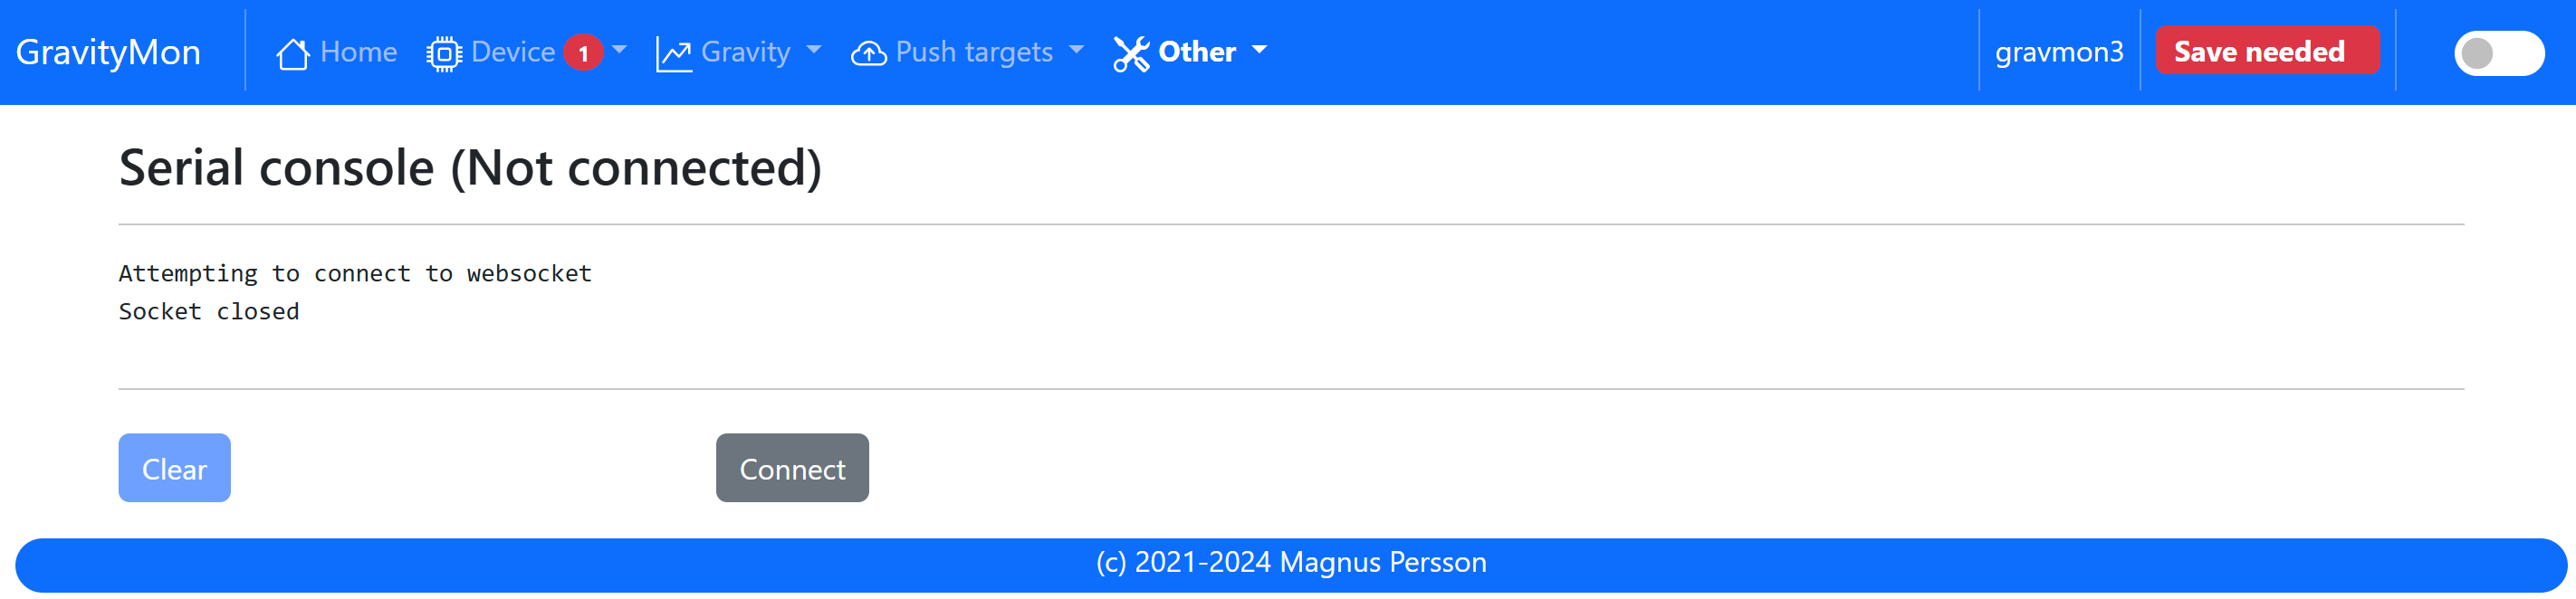 GravityMon Home Device 1 Gravity Push targets Other gravmon3 Save needed
Serial console (Not connected)
Attempting to connect to websocket
Socket closed
Clear Connect
(c) 2021-2024 Magnus Persson